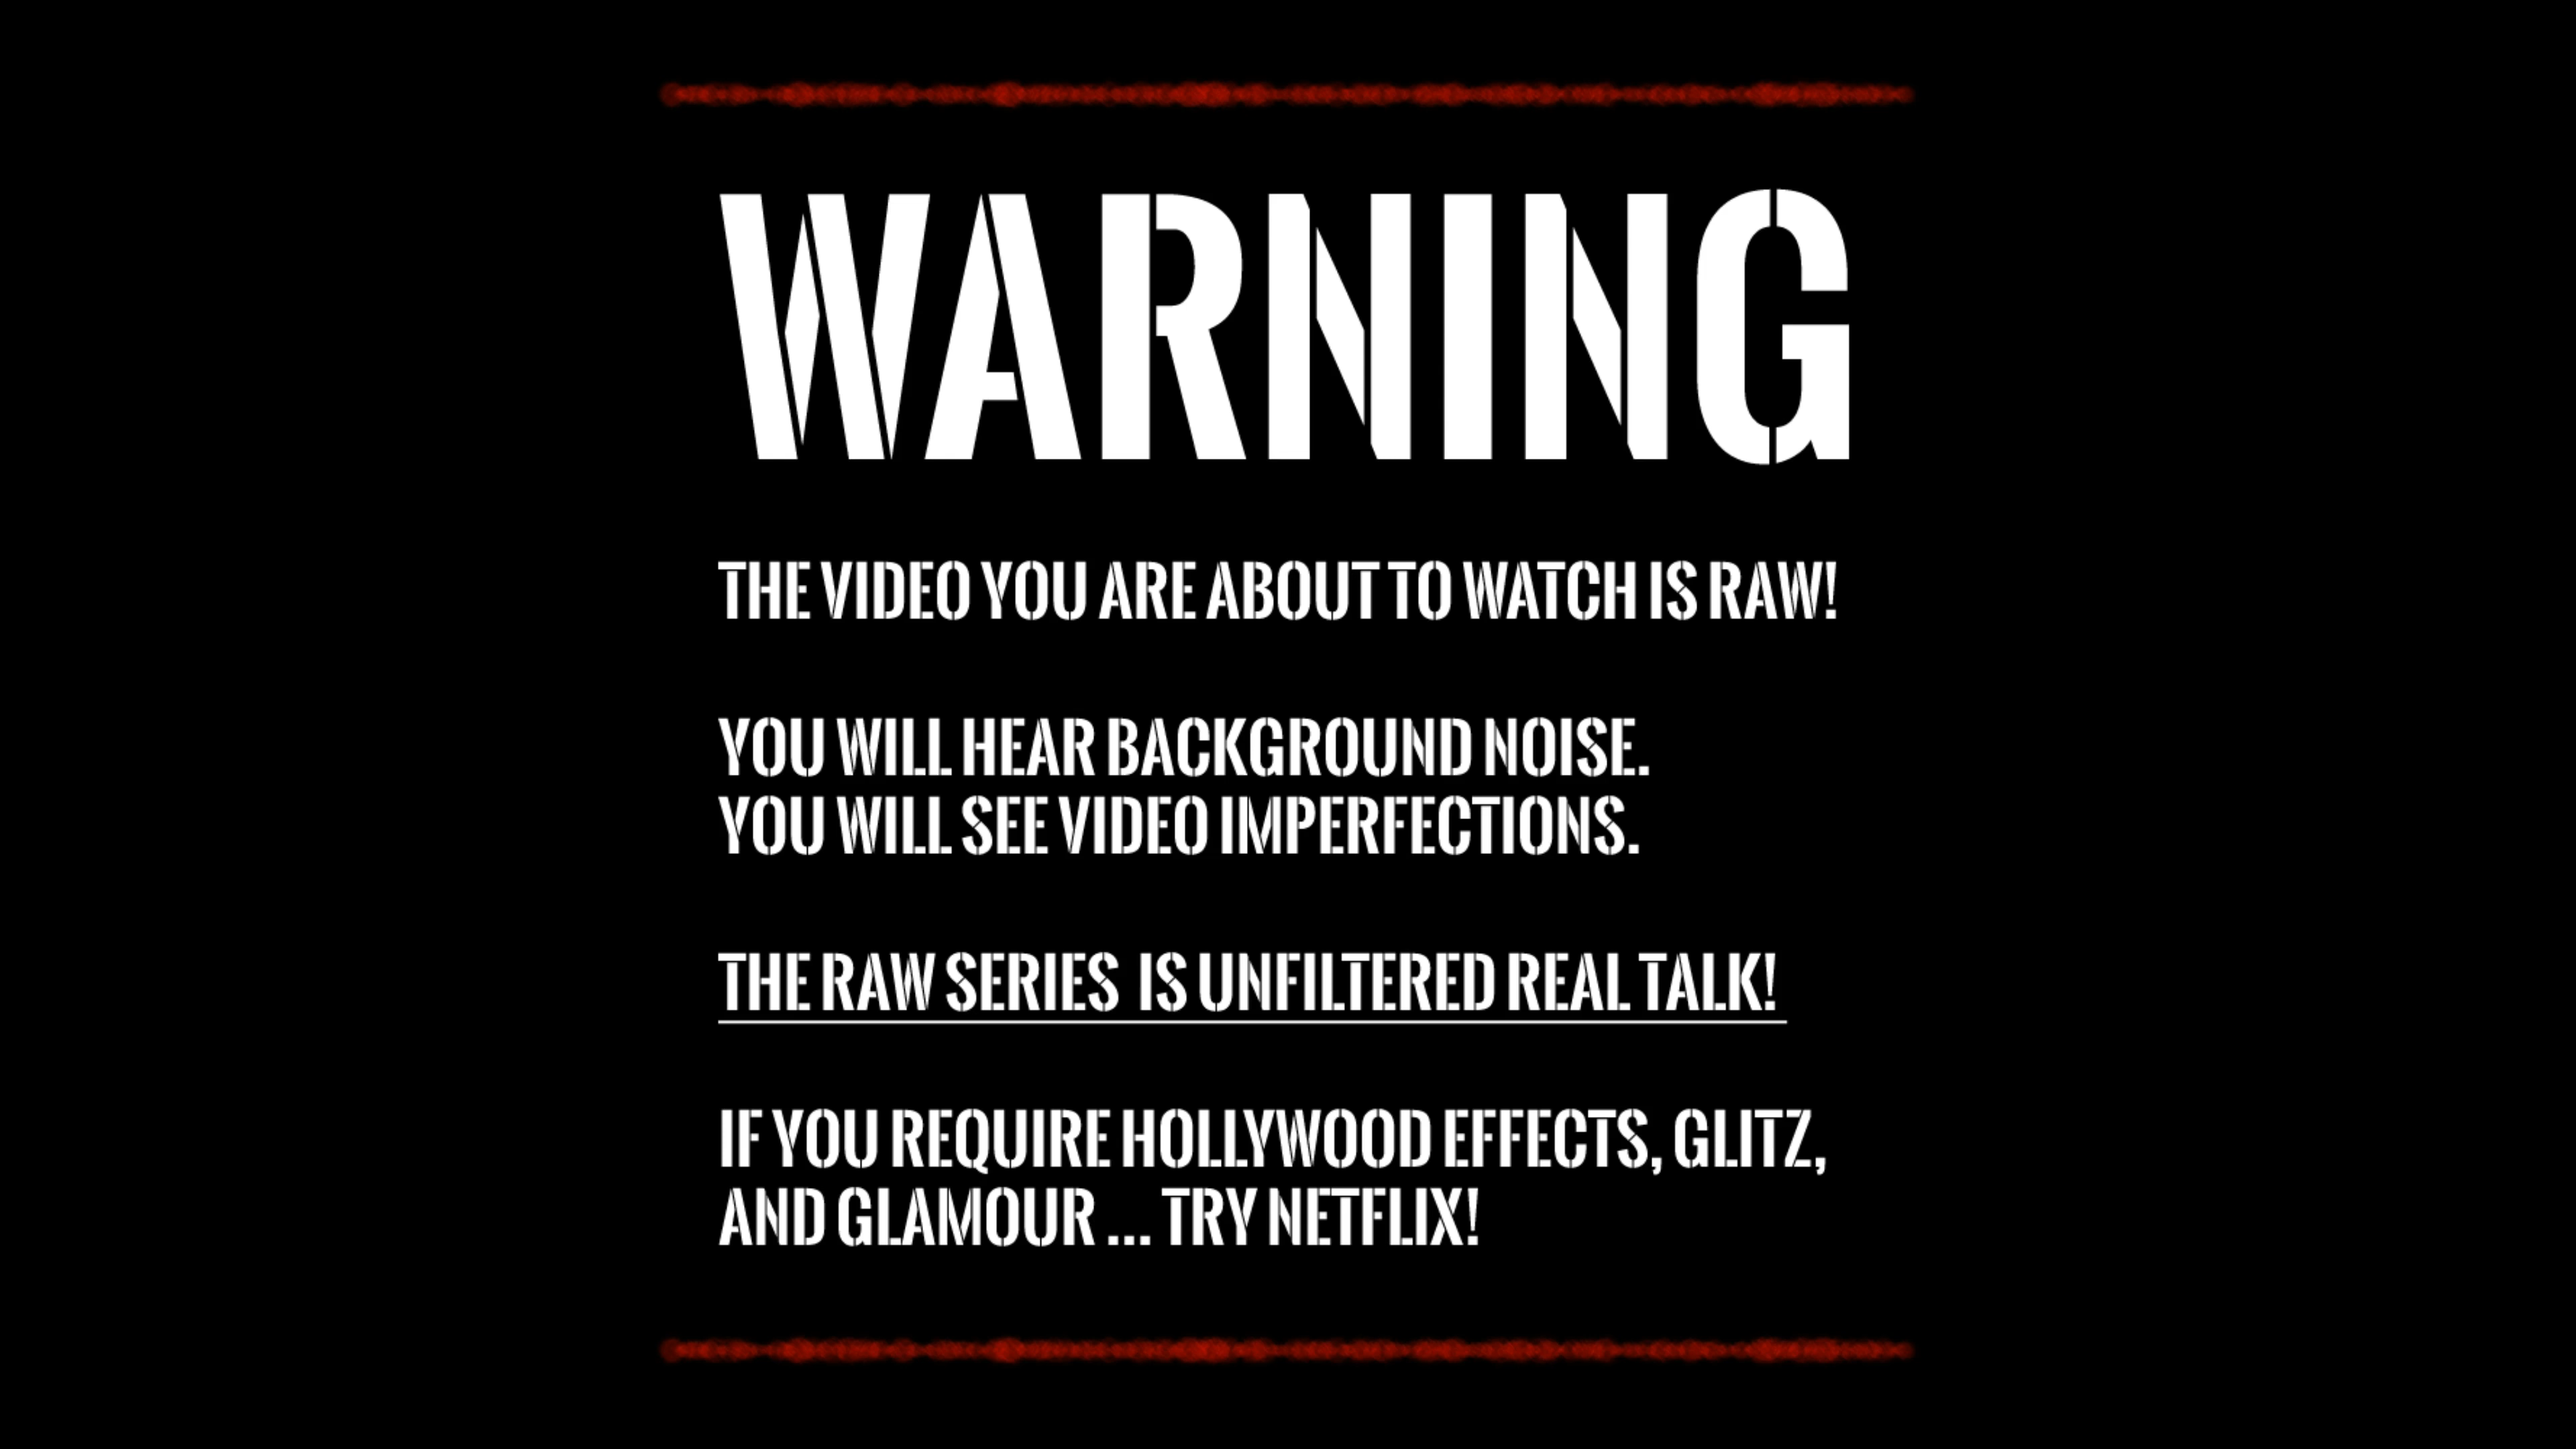 WARNING
THE VIDEO YOU ARE ABOUT TO WATCH IS RAW!
YOU WILL HEAR BACKGROUND NOISE.
YOU WILL SEE VIDEO IMPERFECTIONS.
THE RAW SERIES IS UNFILTERED REAL TALK!
IF YOU REQUIRE HOLLYWOOD EFFECTS, GLITZ,
AND GLAMOUR ... TRY NETFLIX!